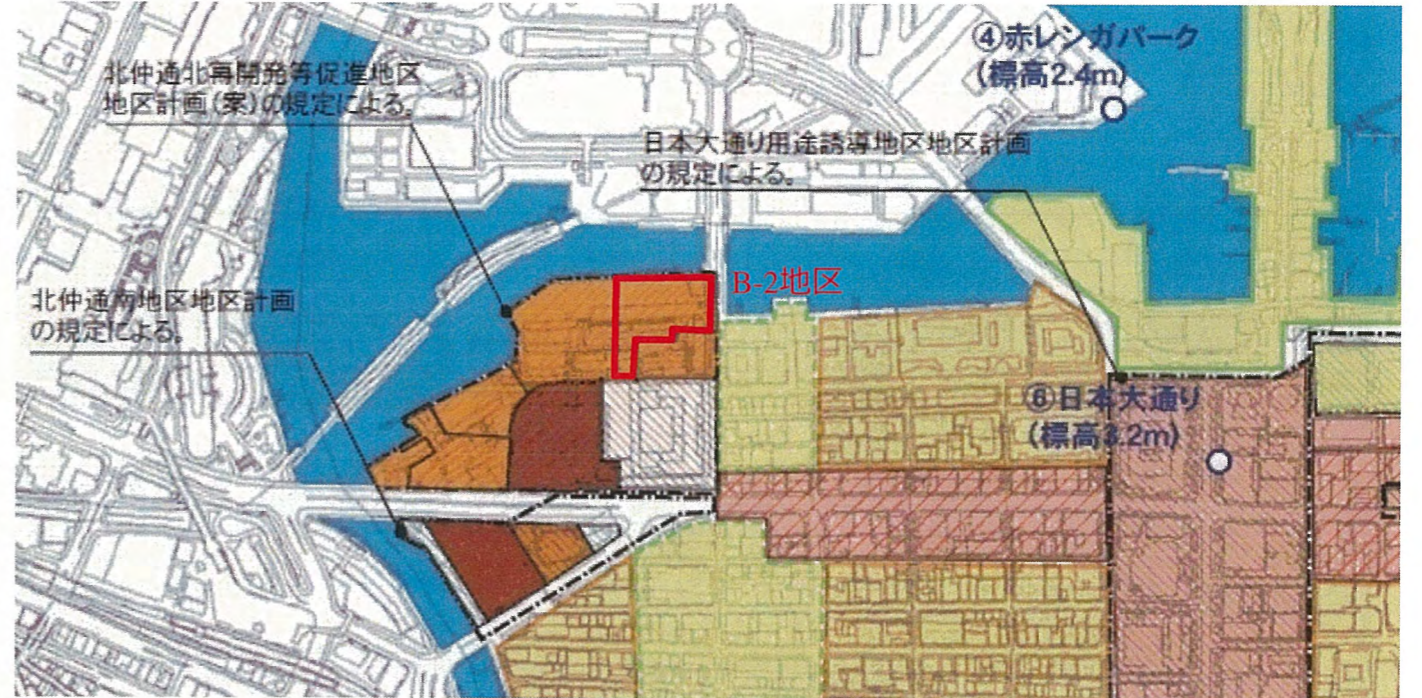 ④赤レンガパーク
(標高2.4m)
北仲通北再開発等促進地区
地区計画(案)の規定による。
日本大通り用途誘導地区地区計画
の規定による。
B-2地区
北仲通南地区地区計画
の規定による。
⑥日本大通り
(標高3.2m)